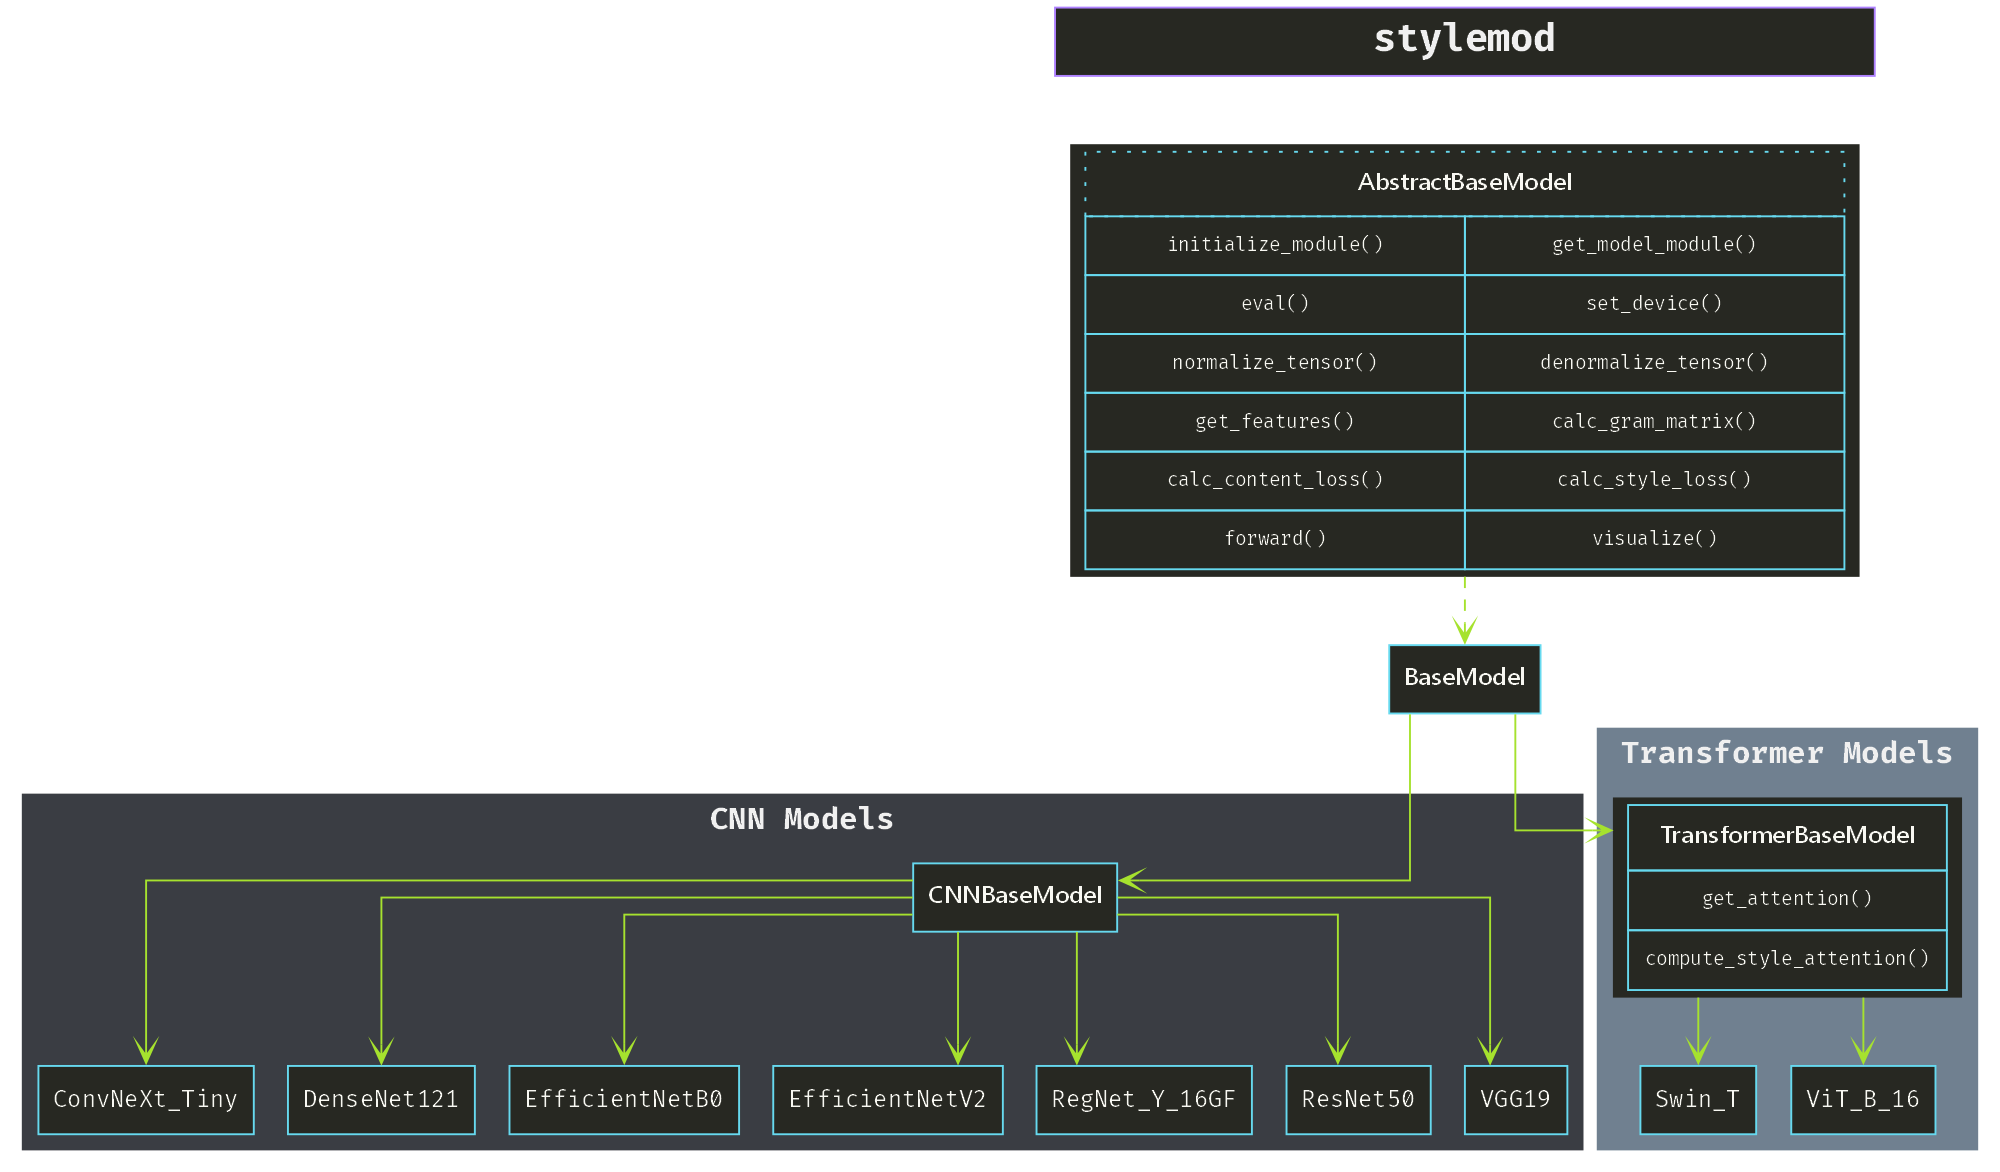 stylemod
AbstractBaseModel
initialize_module() get_model_module()
eval() set_device()
normalize_tensor() denormalize_tensor()
get_features() calc_gram_matrix()
calc_content_loss() calc_style_loss()
forward() visualize()
BaseModel
Transformer Models
CNN Models
TransformerBaseModel
CNNBaseModel
get_attention()
compute_style_attention()
ConvNeXt_Tiny DenseNet121 EfficientNetB0 EfficientNetV2 RegNet_Y_16GF ResNet50 VGG19 Swin_T ViT_B_16